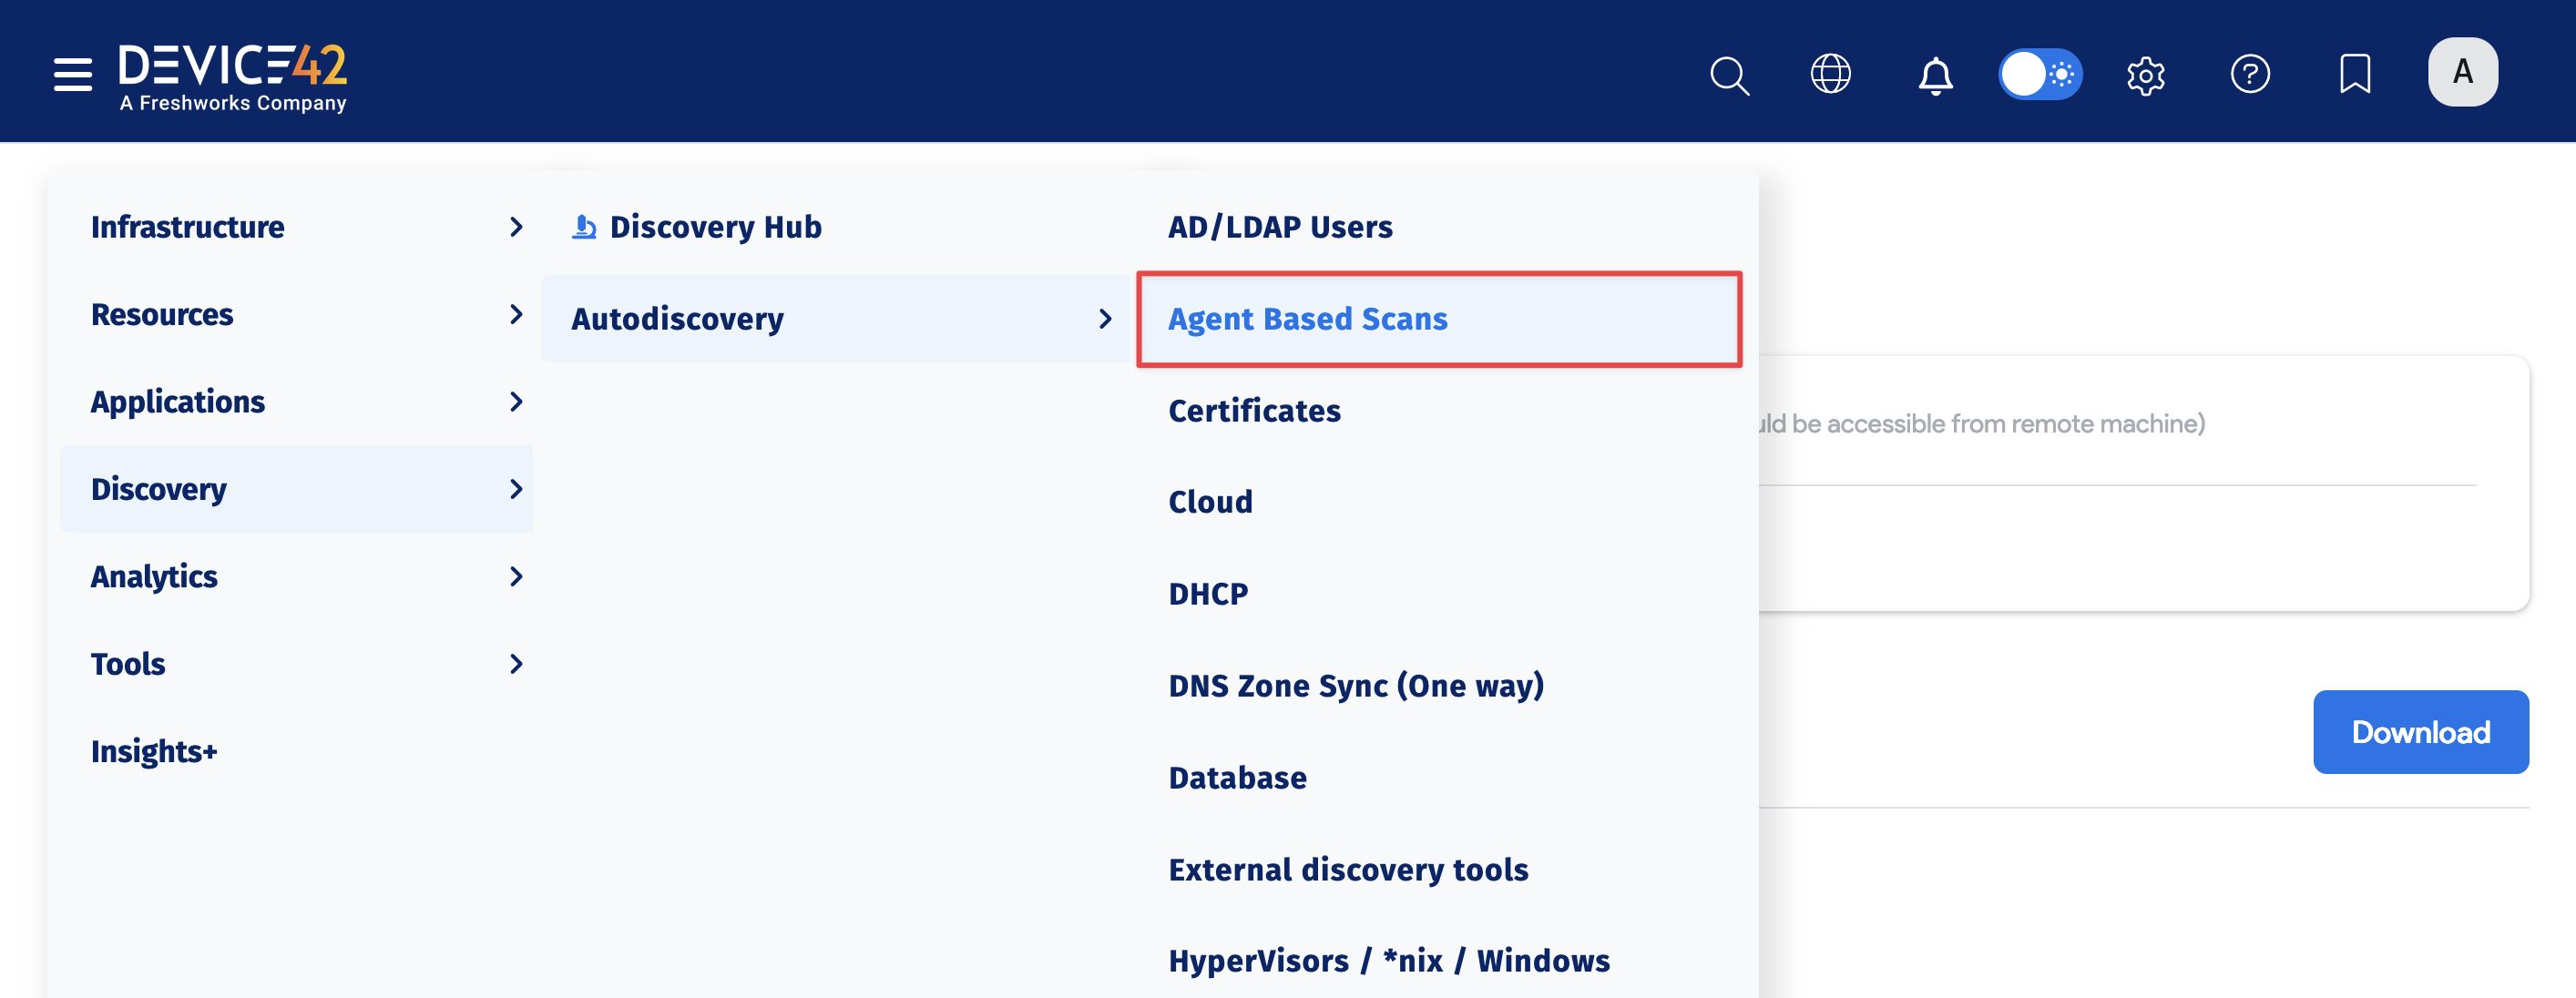 DEVICE42
A Freshworks Company
A
Infrastructure
Resources
Applications
Discovery
Analytics
Tools
Insights+
Discovery Hub
Autodiscovery
AD/LDAP Users
Agent Based Scans
Certificates
Cloud
DHCP
DNS Zone Sync (One way)
Database
External discovery tools
HyperVisors / *nix / Windows
be accessible from remote machine)
Download